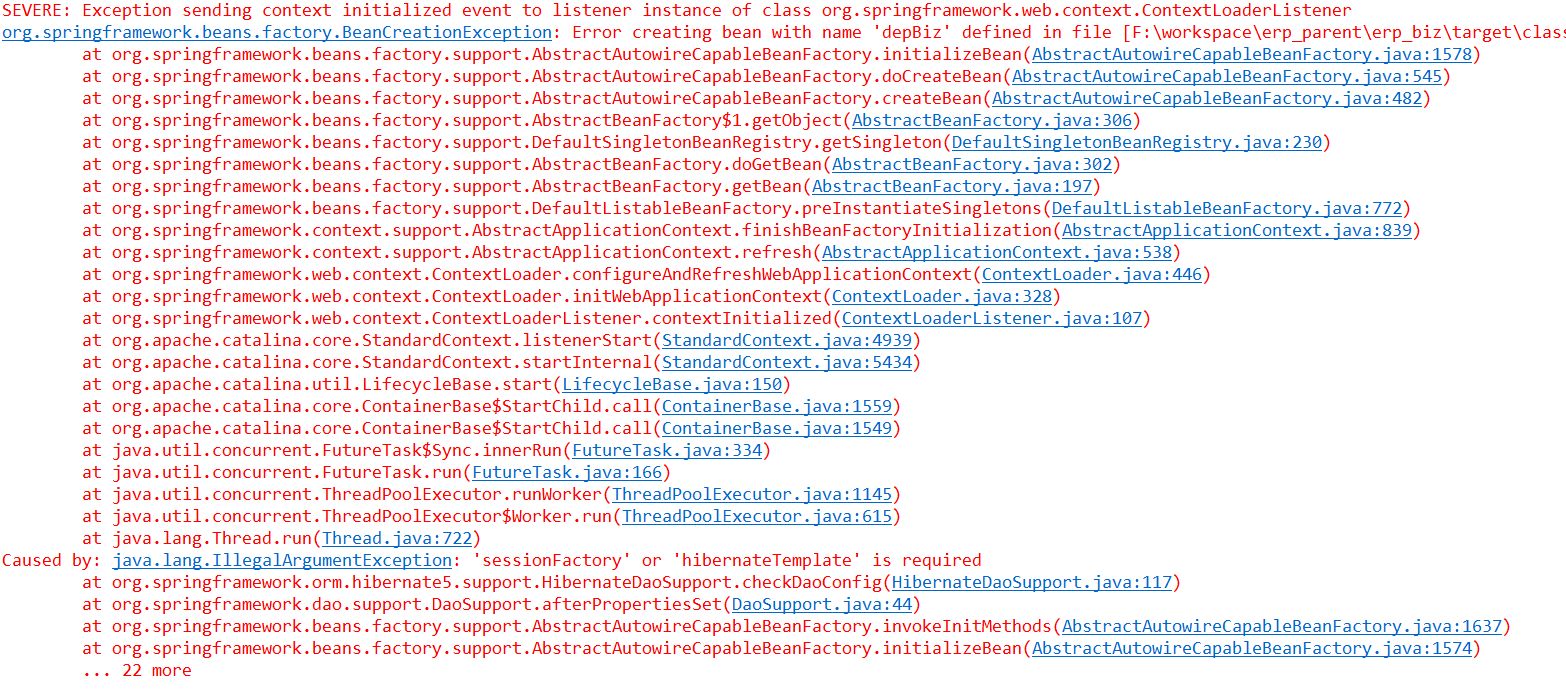 SEVERE: Exception sending context initialized event to listener instance of class org.springframework.web.context.ContextLoaderListener
org.springframework.beans.factory.BeanCreationException: Error creating bean with name 'depBiz' defined in file [F:\workspace\erp_parent\erp_biz\target\clas
at org.springframework.beans.factory.support.AbstractAutowireCapableBeanFactory.initializeBean(AbstractAutowireCapableBeanFactory.java:1578)
at org.springframework.beans.factory.support.AbstractAutowireCapableBeanFactory.doCreateBean(AbstractAutowireCapableBeanFactory.java:545)
at org.springframework.beans.factory.support.AbstractAutowireCapableBeanFactory.createBean(AbstractAutowireCapableBeanFactory.java:482)
at org.springframework.beans.factory.support.AbstractBeanFactory$1.getObject(AbstractBeanFactory.java:306)
at org.springframework.beans.factory.support.DefaultSingletonBeanRegistry.getSingleton(DefaultSingletonBeanRegistry.java:230)
at org.springframework.beans.factory.support.AbstractBeanFactory.doGetBean(AbstractBeanFactory.java:302)
at org.springframework.beans.factory.support.AbstractBeanFactory.getBean(AbstractBeanFactory.java:197)
at org.springframework.beans.factory.support.DefaultListableBeanFactory.preInstantiateSingletons(DefaultListableBeanFactory.java:772)
at org.springframework.context.support.AbstractApplicationContext.finishBeanFactoryInitialization(AbstractApplicationContext.java:839)
at org.springframework.context.support.AbstractApplicationContext.refresh(AbstractApplicationContext.java:538)
at org.springframework.web.context.ContextLoader.configureAndRefreshWebApplicationContext(ContextLoader.java:446)
at org.springframework.web.context.ContextLoader.initWebApplicationContext(ContextLoader.java:328)
at org.springframework.web.context.ContextLoaderListener.contextInitialized(ContextLoaderListener.java:107)
at org.apache.catalina.core.StandardContext.listenerStart(StandardContext.java:4939)
at org.apache.catalina.core.StandardContext.startInternal(StandardContext.java:5434)
at org.apache.catalina.util.LifecycleBase.start(LifecycleBase.java:150)
at org.apache.catalina.core.ContainerBase$StartChild.call(ContainerBase.java:1559)
at org.apache.catalina.core.ContainerBase$StartChild.call(ContainerBase.java:1549)
at java.util.concurrent.FutureTask$Sync.innerRun(FutureTask.java:334)
at java.util.concurrent.FutureTask.run(FutureTask.java:166)
at java.util.concurrent.ThreadPoolExecutor.runWorker(ThreadPoolExecutor.java:1145)
at java.util.concurrent.ThreadPoolExecutor$Worker.run(ThreadPoolExecutor.java:615)
at java.lang.Thread.run(Thread.java:722)
Caused by: java.lang.IllegalArgumentException: 'sessionFactory' or 'hibernateTemplate' is required
at org.springframework.orm.hibernate5.support.HibernateDaoSupport.checkDaoConfig(HibernateDaoSupport.java:117)
at org.springframework.dao.support.DaoSupport.afterPropertiesSet(DaoSupport.java:44)
at org.springframework.beans.factory.support.AbstractAutowireCapableBeanFactory.invokeInitMethods(AbstractAutowireCapableBeanFactory.java:1637)
at org.springframework.beans.factory.support.AbstractAutowireCapableBeanFactory.initializeBean(AbstractAutowireCapableBeanFactory.java:1574)
... 22 more